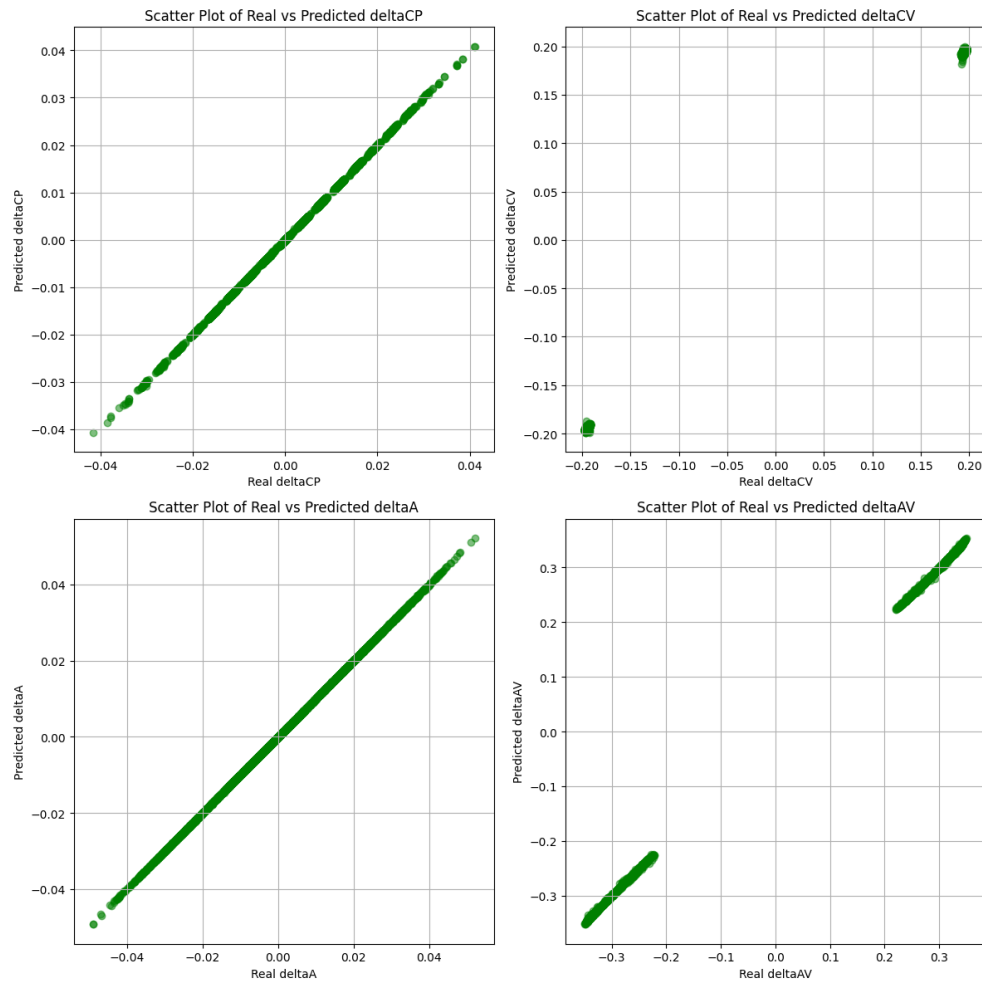 Scatter Plot of Real vs Predicted deltaCP
Predicted deltaCP
0.04
0.03
0.02
0.01
0.00
−0.01
−0.02
−0.03
−0.04
−0.04 −0.02 0.00 0.02 0.04
Real deltaCP
Scatter Plot of Real vs Predicted deltaCV
Predicted deltaCV
0.20
0.15
0.10
0.05
0.00
−0.05
−0.10
−0.15
−0.20
−0.20 −0.15 −0.10 −0.05 0.00 0.05 0.10 0.15 0.20
Real deltaCV
Scatter Plot of Real vs Predicted deltaA
Predicted deltaA
0.04
0.02
0.00
−0.02
−0.04
−0.04 −0.02 0.00 0.02 0.04
Real deltaA
Scatter Plot of Real vs Predicted deltaAV
Predicted deltaAV
0.3
0.2
0.1
0.0
−0.1
−0.2
−0.3
−0.3 −0.2 −0.1 0.0 0.1 0.2 0.3
Real deltaAV